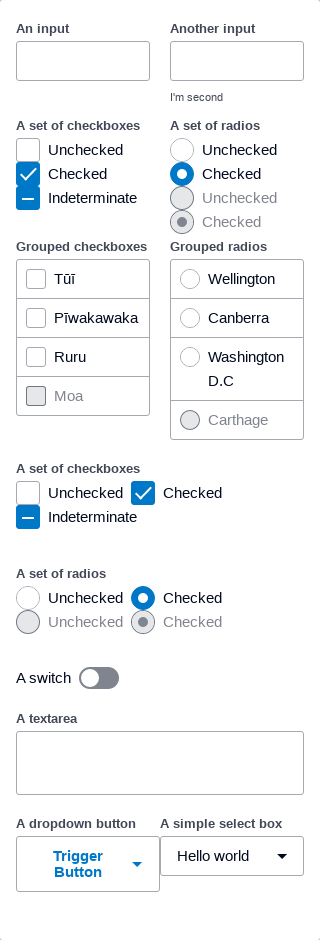 An input
Another input
I'm second
A set of checkboxes
Unchecked
Checked
Indeterminate
A set of radios
Unchecked
Checked
Unchecked
Checked
Grouped checkboxes
Tūī
Pīwakawaka
Ruru
Moa
Grouped radios
Wellington
Canberra
Washington
D.C
Carthage
A set of checkboxes
Unchecked Checked
Indeterminate
A set of radios
Unchecked Checked
Unchecked Checked
A switch
A textarea
A dropdown button
Trigger
Button
A simple select box
Hello world